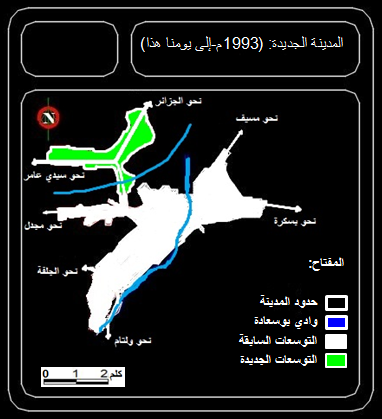 المدينة الجديدة: (1993م-إلى يومنا هذا)
نحو الجزائر
N
نحو مسيف
نحو سيدي عامر
نحو مجدل
نحو بسكرة
نحو الجلفة
المفتاح:
حدود المدينة
وادي بوسعادة
نحو ولتام
التوسعات السابقة
التوسعات الجديدة
0 1 2 كلم